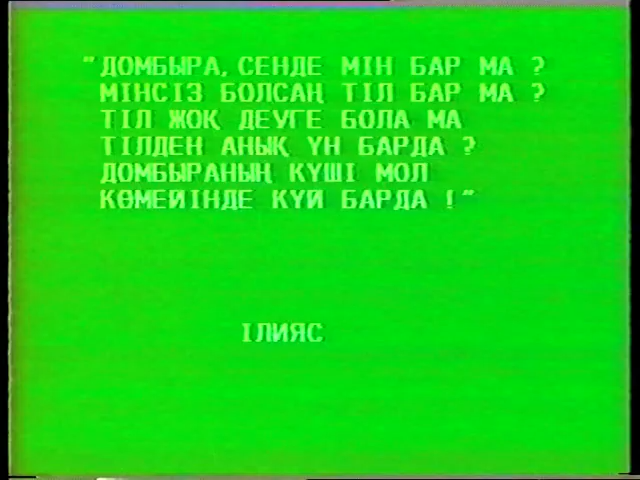 "ДОМБЫРА, СЕНДЕ МІН БАР МА ?
МІНСІЗ БОЛСАҢ ТІЛ БАР МА ?
ТІЛ ЖОҚ ДЕУГЕ БОЛА МА
ТІЛДЕН АНЫҚ ҮН БАРДА ?
ДОМБЫРАНЫҢ КҮШІ МОЛ
КӨМЕЙІНДЕ КҮЙ БАРДА !"
ІЛИЯС